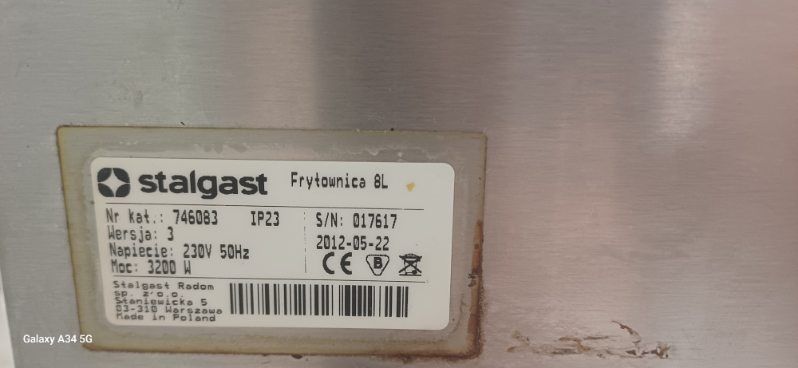 stalgast Frytownica 8L
Nr kat.: 746083 IP23 S/N: 017617
Wersja: 3 2012-05-22
Napiecie: 230V 50Hz
Moc: 3200 W CE B
Stalgast Radom
sp. z o.o.
Staniewicka 5
03-310 Warszawa
Made in Poland
Galaxy A34 5G